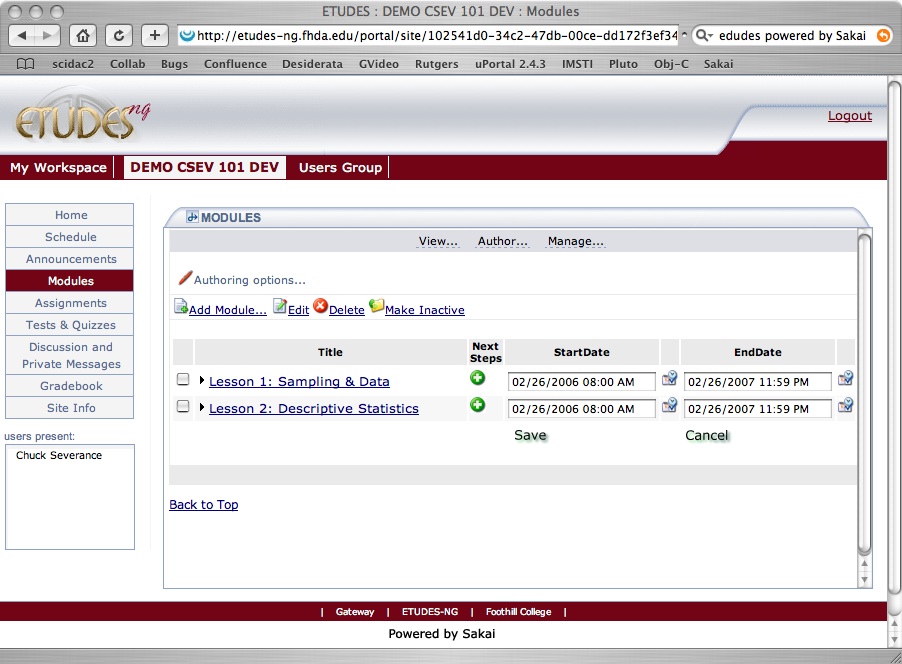 ETUDES : DEMO CSEV 101 DEV : Modules
http://etudes-ng.fhda.edu/portal/site/102541d0-34c2-47db-00ce-dd172f3ef34
edudes powered by Sakai
scidac2 Collab Bugs Confluence Desiderata GVideo Rutgers uPortal 2.4.3 IMSTI Pluto Obj-C Sakai
ETUDES ng
Logout
My Workspace DEMO CSEV 101 DEV Users Group
Home
Schedule
Announcements
Modules
Assignments
Tests & Quizzes
Discussion and
Private Messages
Gradebook
Site Info
users present:
Chuck Severance
MODULES
View... Author... Manage...
Authoring options...
Add Module... Edit Delete Make Inactive
Title Next Steps StartDate EndDate
Lesson 1: Sampling & Data 02/26/2006 08:00 AM 02/26/2007 11:59 PM
Lesson 2: Descriptive Statistics 02/26/2006 08:00 AM 02/26/2007 11:59 PM
Save Cancel
Back to Top
| Gateway | ETUDES-NG | Foothill College |
Powered by Sakai